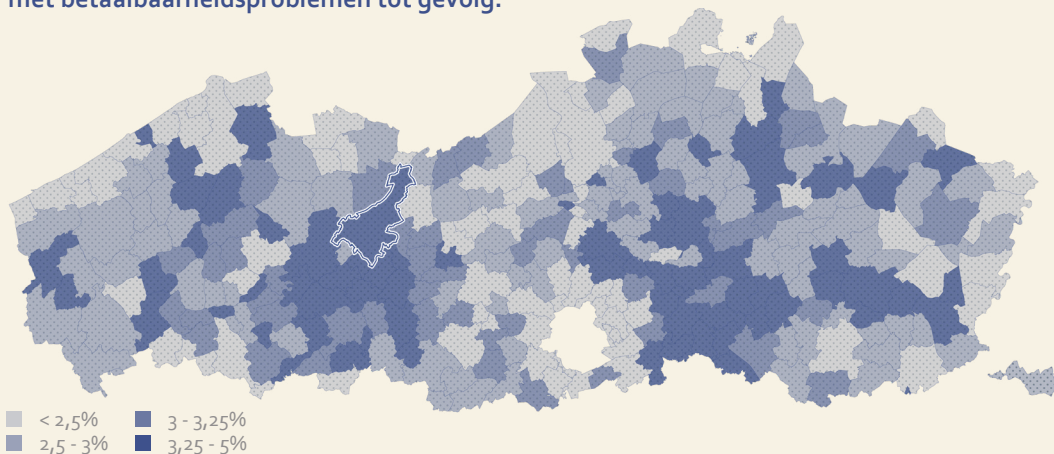 met betaalbaarheidsproblemen tot gevolg.
< 2,5%
3 - 3,25%
2,5 - 3%
3,25 - 5%